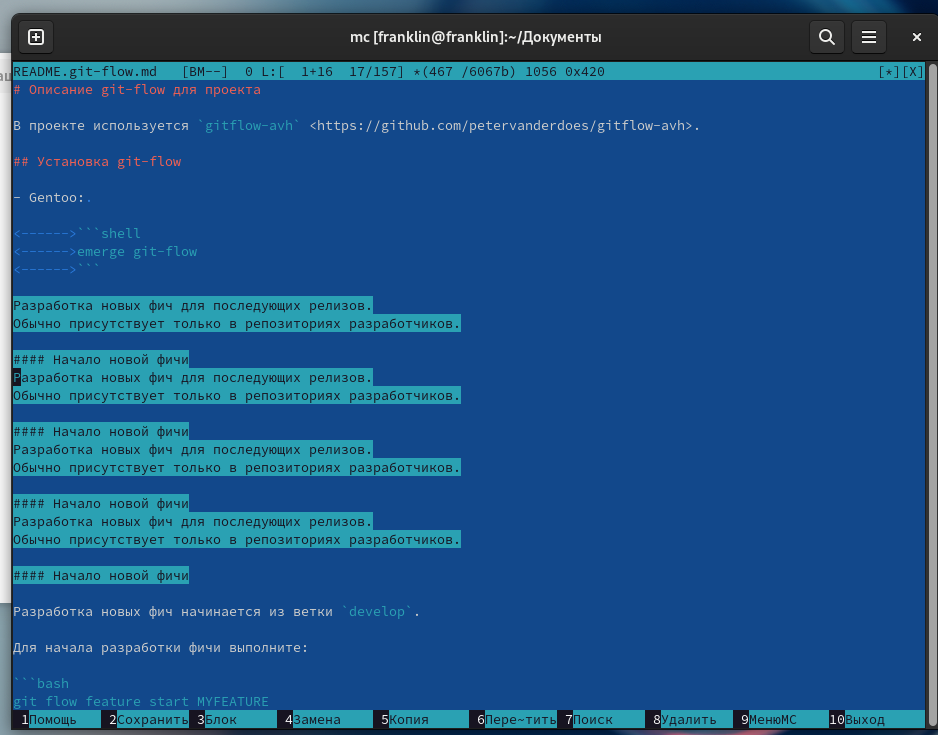 mc [franklin@franklin]:~/Документы
README.git-flow.md [BM--] 0 L:[ 1+16 17/157] *(467 /6067b) 1056 0x420 [*][X]
# Описание git-flow для проекта
В проекте используется `gitflow-avh` <https://github.com/petervanderdoes/gitflow-avh>.
## Установка git-flow
- Gentoo:.
<------>```shell
<------>emerge git-flow
<------>```
Разработка новых фич для последующих релизов.
Обычно присутствует только в репозиториях разработчиков.
#### Начало новой фичи
Разработка новых фич для последующих релизов.
Обычно присутствует только в репозиториях разработчиков.
#### Начало новой фичи
Разработка новых фич для последующих релизов.
Обычно присутствует только в репозиториях разработчиков.
#### Начало новой фичи
Разработка новых фич для последующих релизов.
Обычно присутствует только в репозиториях разработчиков.
#### Начало новой фичи
Разработка новых фич начинается из ветки `develop`.
Для начала разработки фичи выполните:
```bash
git flow feature start MYFEATURE
1Помощь 2Сохранить 3Блок 4Замена 5Копия 6Пере~тить 7Поиск 8Удалить 9МенюМС 10Выход